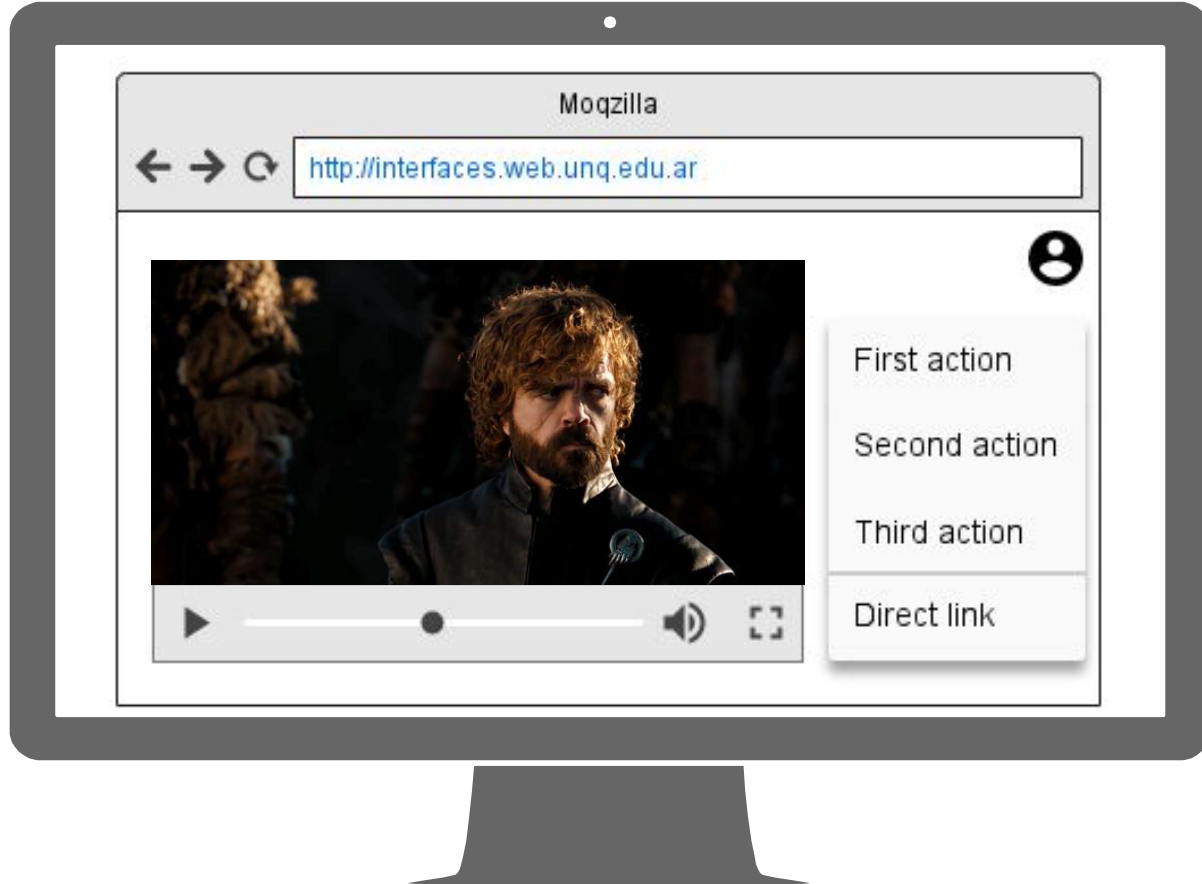 Moqzilla
http://interfaces.web.unq.edu.ar
First action
Second action
Third action
Direct link